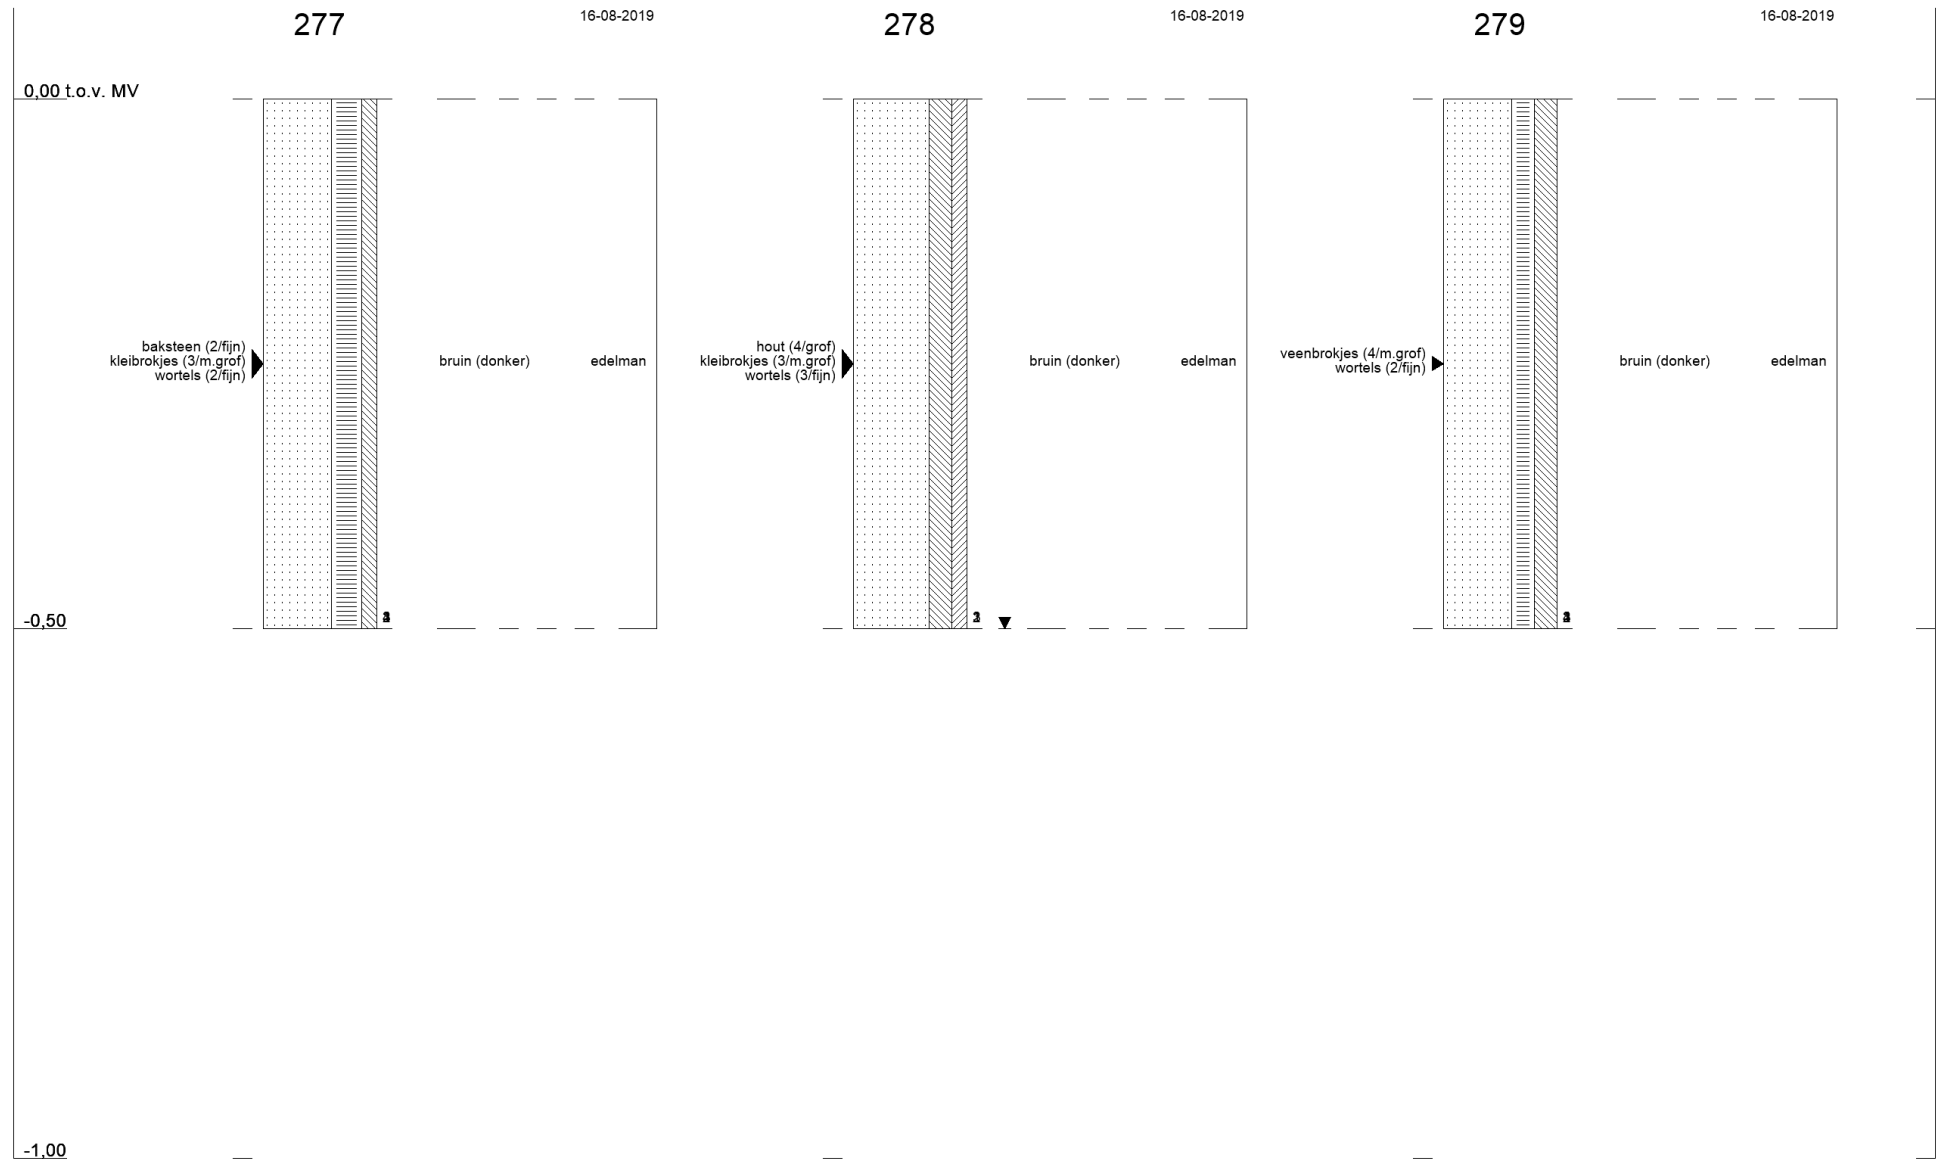 277
16-08-2019
278
16-08-2019
279
16-08-2019
0,00 t.o.v. MV
baksteen (2/fijn)
kleibrokjes (3/m.grof)
wortels (2/fijn)
bruin (donker)
edelman
hout (4/grof)
kleibrokjes (3/m.grof)
wortels (3/fijn)
bruin (donker)
edelman
veenbrokjes (4/m.grof)
wortels (2/fijn)
bruin (donker)
edelman
-0,50
-1,00